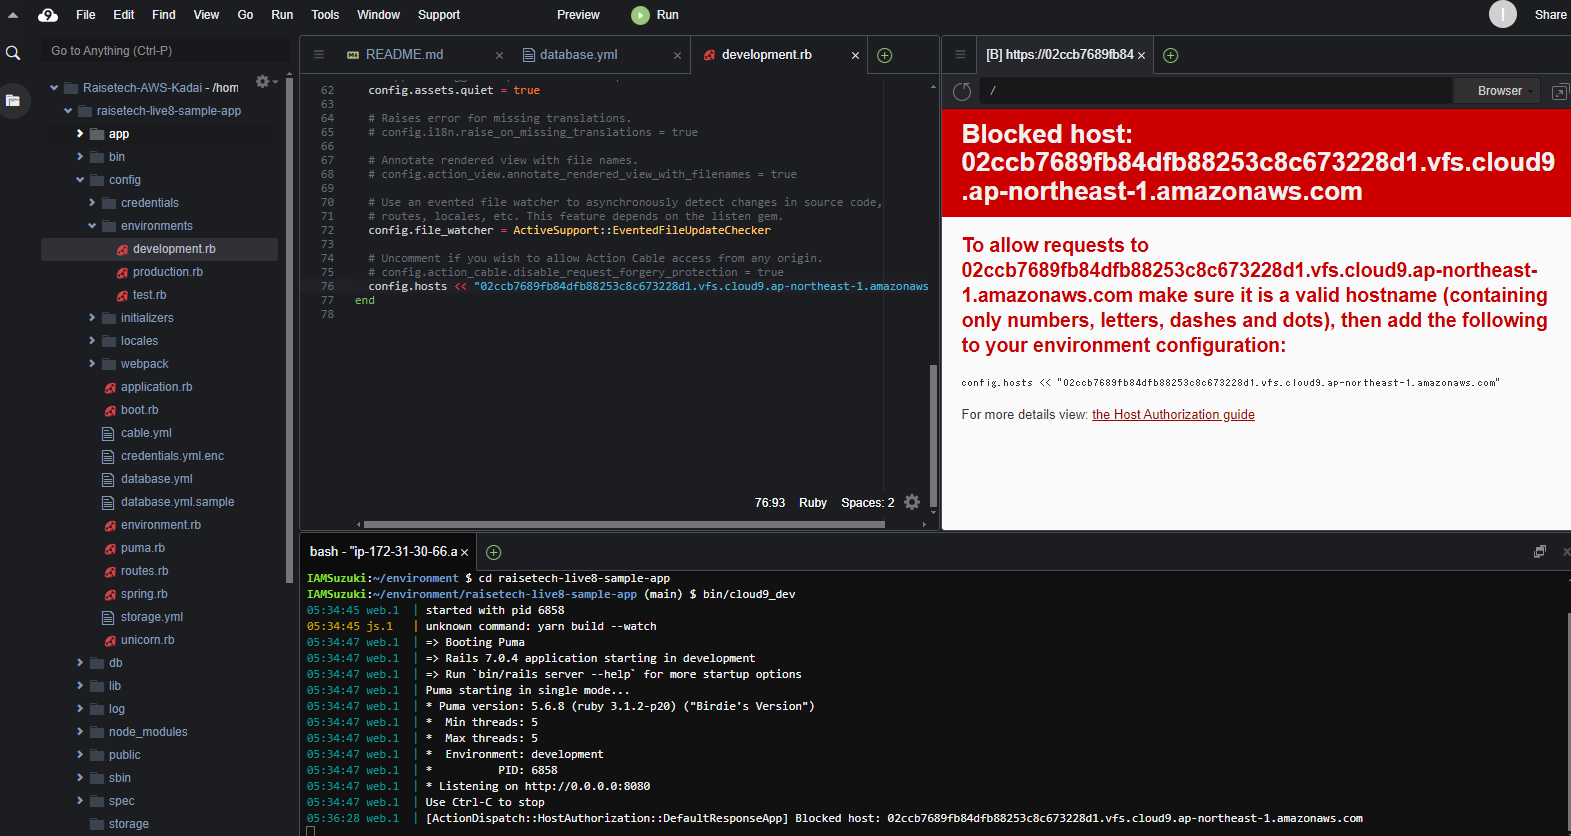 File Edit Find View Go Run Tools Window Support Preview Run Share
Go to Anything (Ctrl-P)
Raisetech-AWS-Kadai - /hom
raisetech-live8-sample-app
app
bin
config
credentials
environments
development.rb
production.rb
test.rb
initializers
locales
webpack
application.rb
boot.rb
cable.yml
credentials.yml.enc
database.yml
database.yml.sample
environment.rb
puma.rb
routes.rb
spring.rb
storage.yml
unicorn.rb
db
lib
log
node_modules
public
sbin
spec
storage
README.md database.yml development.rb
62 config.assets.quiet = true
63
64 # Raises error for missing translations.
65 # config.i18n.raise_on_missing_translations = true
66
67 # Annotate rendered view with file names.
68 # config.action_view.annotate_rendered_view_with_filenames = true
69
70 # Use an evented file watcher to asynchronously detect changes in source code,
71 # routes, locales, etc. This feature depends on the listen gem.
72 config.file_watcher = ActiveSupport::EventedFileUpdateChecker
73
74 # Uncomment if you wish to allow Action Cable access from any origin.
75 # config.action_cable.disable_request_forgery_protection = true
76 config.hosts << "02ccb7689fb84dfb88253c8c673228d1.vfs.cloud9.ap-northeast-1.amazonaws
77 end
78
76:93 Ruby Spaces: 2
[B] https://02ccb7689fb84
/ Browser
Blocked host:
02ccb7689fb84dfb88253c8c673228d1.vfs.cloud9
.ap-northeast-1.amazonaws.com
To allow requests to
02ccb7689fb84dfb88253c8c673228d1.vfs.cloud9.ap-northeast-
1.amazonaws.com make sure it is a valid hostname (containing
only numbers, letters, dashes and dots), then add the following
to your environment configuration:
config.hosts << "02ccb7689fb84dfb88253c8c673228d1.vfs.cloud9.ap-northeast-1.amazonaws.com"
For more details view: the Host Authorization guide
bash - "ip-172-31-30-66.a
IAMSuzuki:~/environment $ cd raisetech-live8-sample-app
IAMSuzuki:~/environment/raisetech-live8-sample-app (main) $ bin/cloud9_dev
05:34:45 web.1 | started with pid 6858
05:34:45 js.1 | unknown command: yarn build --watch
05:34:47 web.1 | => Booting Puma
05:34:47 web.1 | => Rails 7.0.4 application starting in development
05:34:47 web.1 | => Run `bin/rails server --help` for more startup options
05:34:47 web.1 | Puma starting in single mode...
05:34:47 web.1 | * Puma version: 5.6.8 (ruby 3.1.2-p20) ("Birdie's Version")
05:34:47 web.1 | * Min threads: 5
05:34:47 web.1 | * Max threads: 5
05:34:47 web.1 | * Environment: development
05:34:47 web.1 | * PID: 6858
05:34:47 web.1 | * Listening on http://0.0.0.0:8080
05:34:47 web.1 | Use Ctrl-C to stop
05:36:28 web.1 | [ActionDispatch::HostAuthorization::DefaultResponseApp] Blocked host: 02ccb7689fb84dfb88253c8c673228d1.vfs.cloud9.ap-northeast-1.amazonaws.com